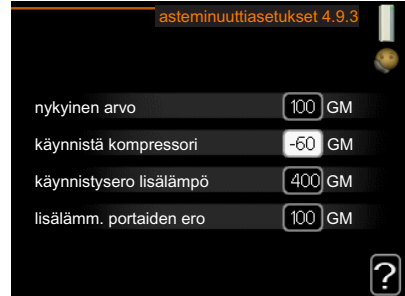 asteminuuttiasetukset 4.9.3
nykyinen arvo 100 GM
käynnistä kompressori -60 GM
käynnistysero lisälämpö 400 GM
lisälämm. portaiden ero 100 GM
?